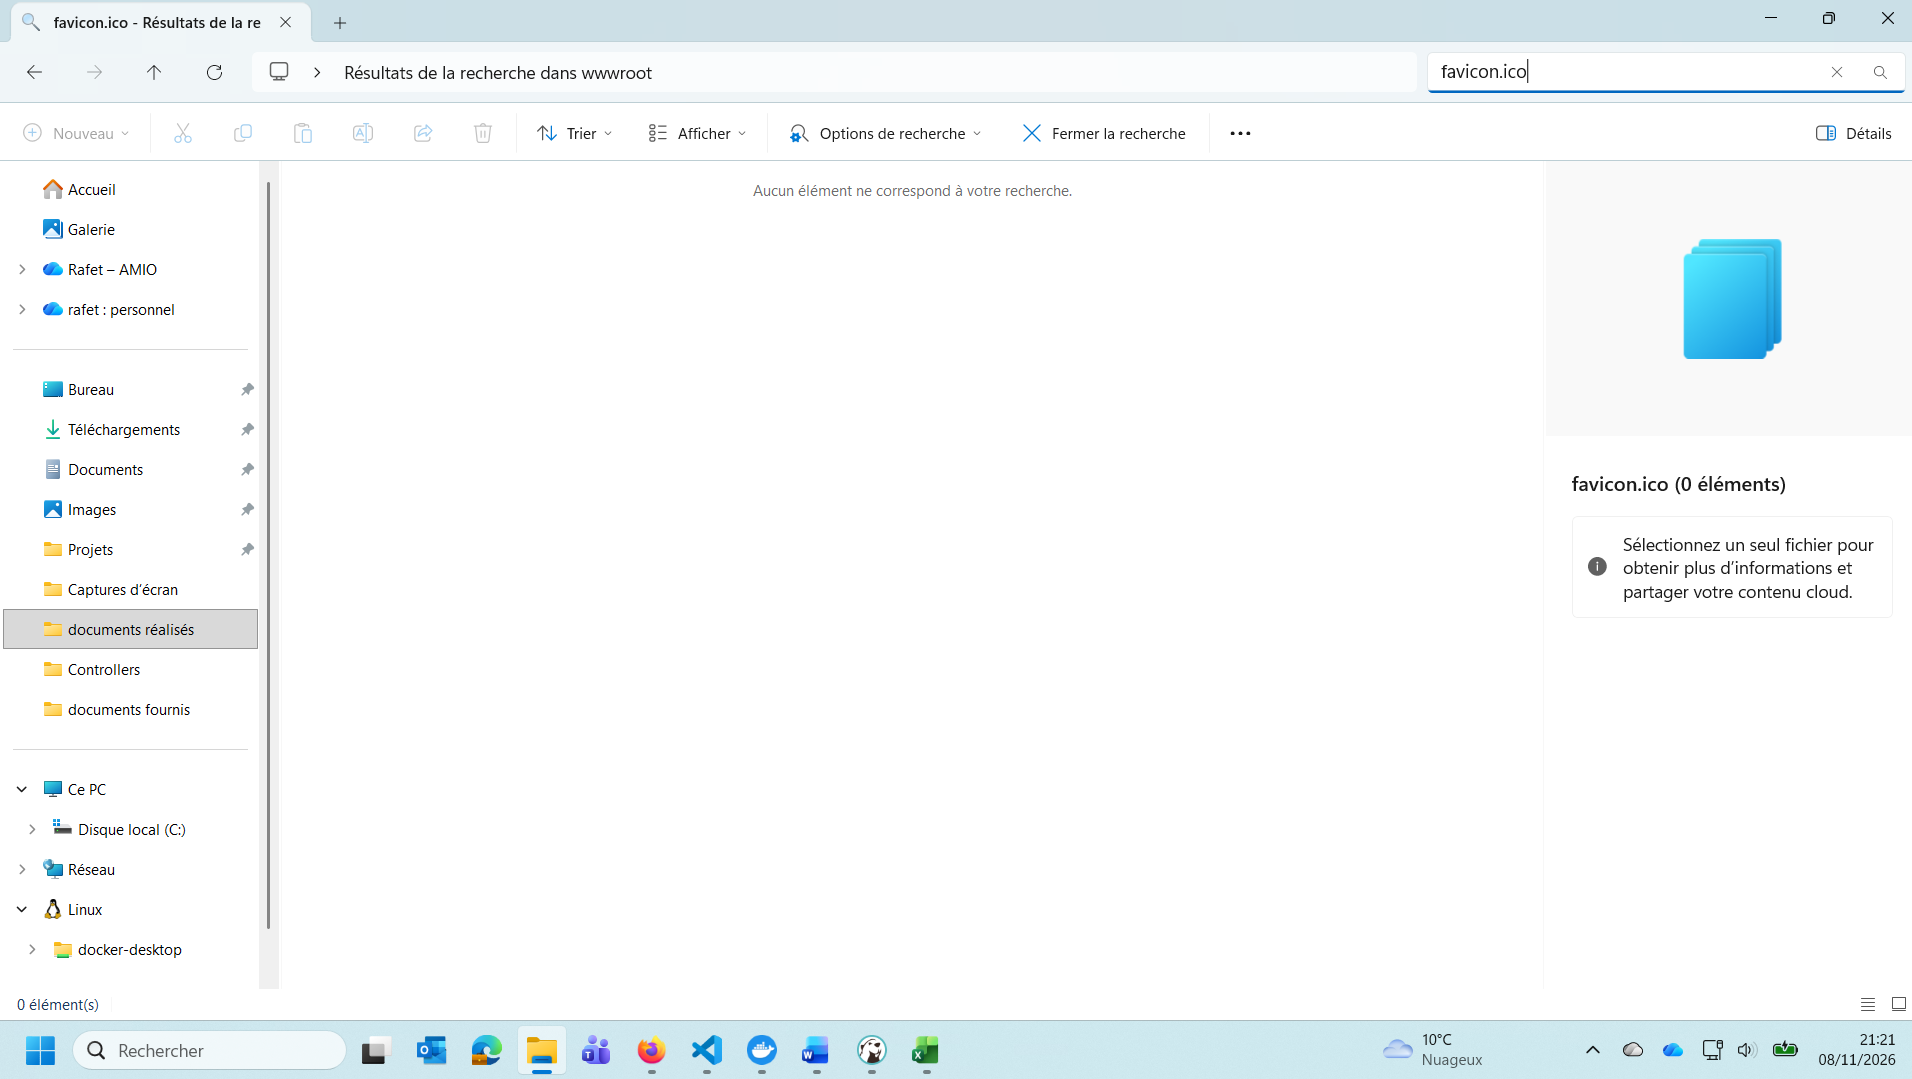 favicon.ico - Résultats de la re
Résultats de la recherche dans wwwroot
favicon.ico
Nouveau
Trier
Afficher
Options de recherche
Fermer la recherche
Détails
Accueil
Galerie
Rafet – AMIO
rafet : personnel
Bureau
Téléchargements
Documents
Images
Projets
Captures d’écran
documents réalisés
Controllers
documents fournis
Ce PC
Disque local (C:)
Réseau
Linux
docker-desktop
Aucun élément ne correspond à votre recherche.
favicon.ico (0 éléments)
Sélectionnez un seul fichier pour
obtenir plus d’informations et
partager votre contenu cloud.
0 élément(s)
Rechercher
10°C
Nuageux
21:21
08/11/2026